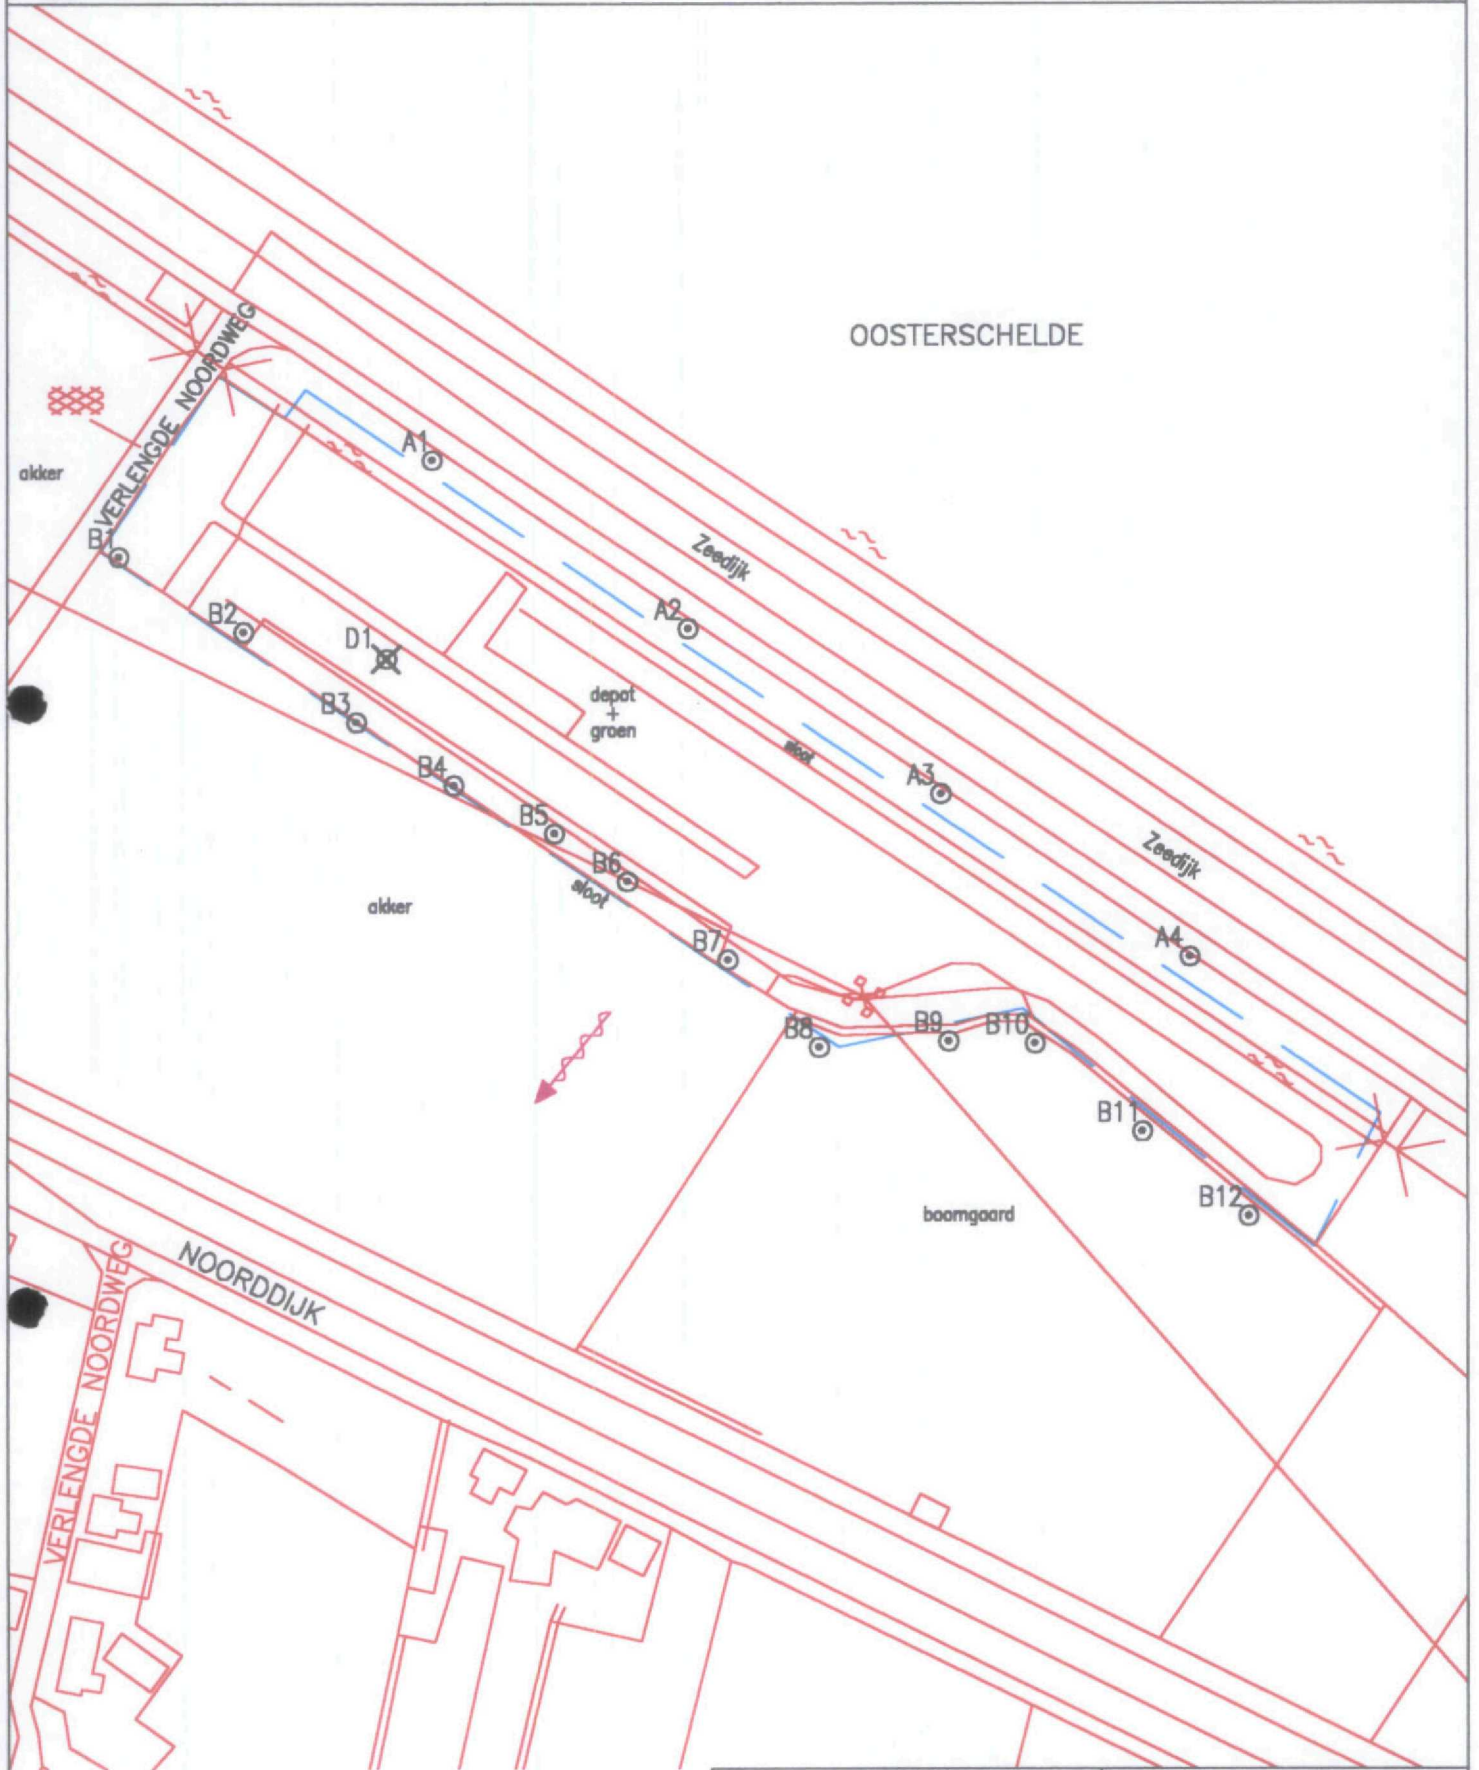 OOSTERSCHELDE
VERLENGDE NOORDWEG
akker
A1
Zeedijk
B1
A2
B2
D1
depot
+
groen
B3
sloot
B4
A3
B5
Zeedijk
B6
sloot
akker
B7
A4
B8
B9
B10
B11
B12
boomgaard
NOORDDIJK
VERLENGDE NOORDWEG